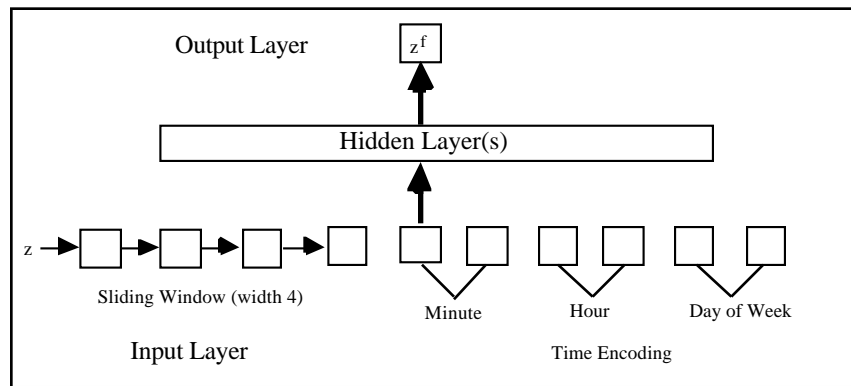 Output Layer
z^f
Hidden Layer(s)
z
Sliding Window (width 4)
Minute
Hour
Day of Week
Input Layer
Time Encoding